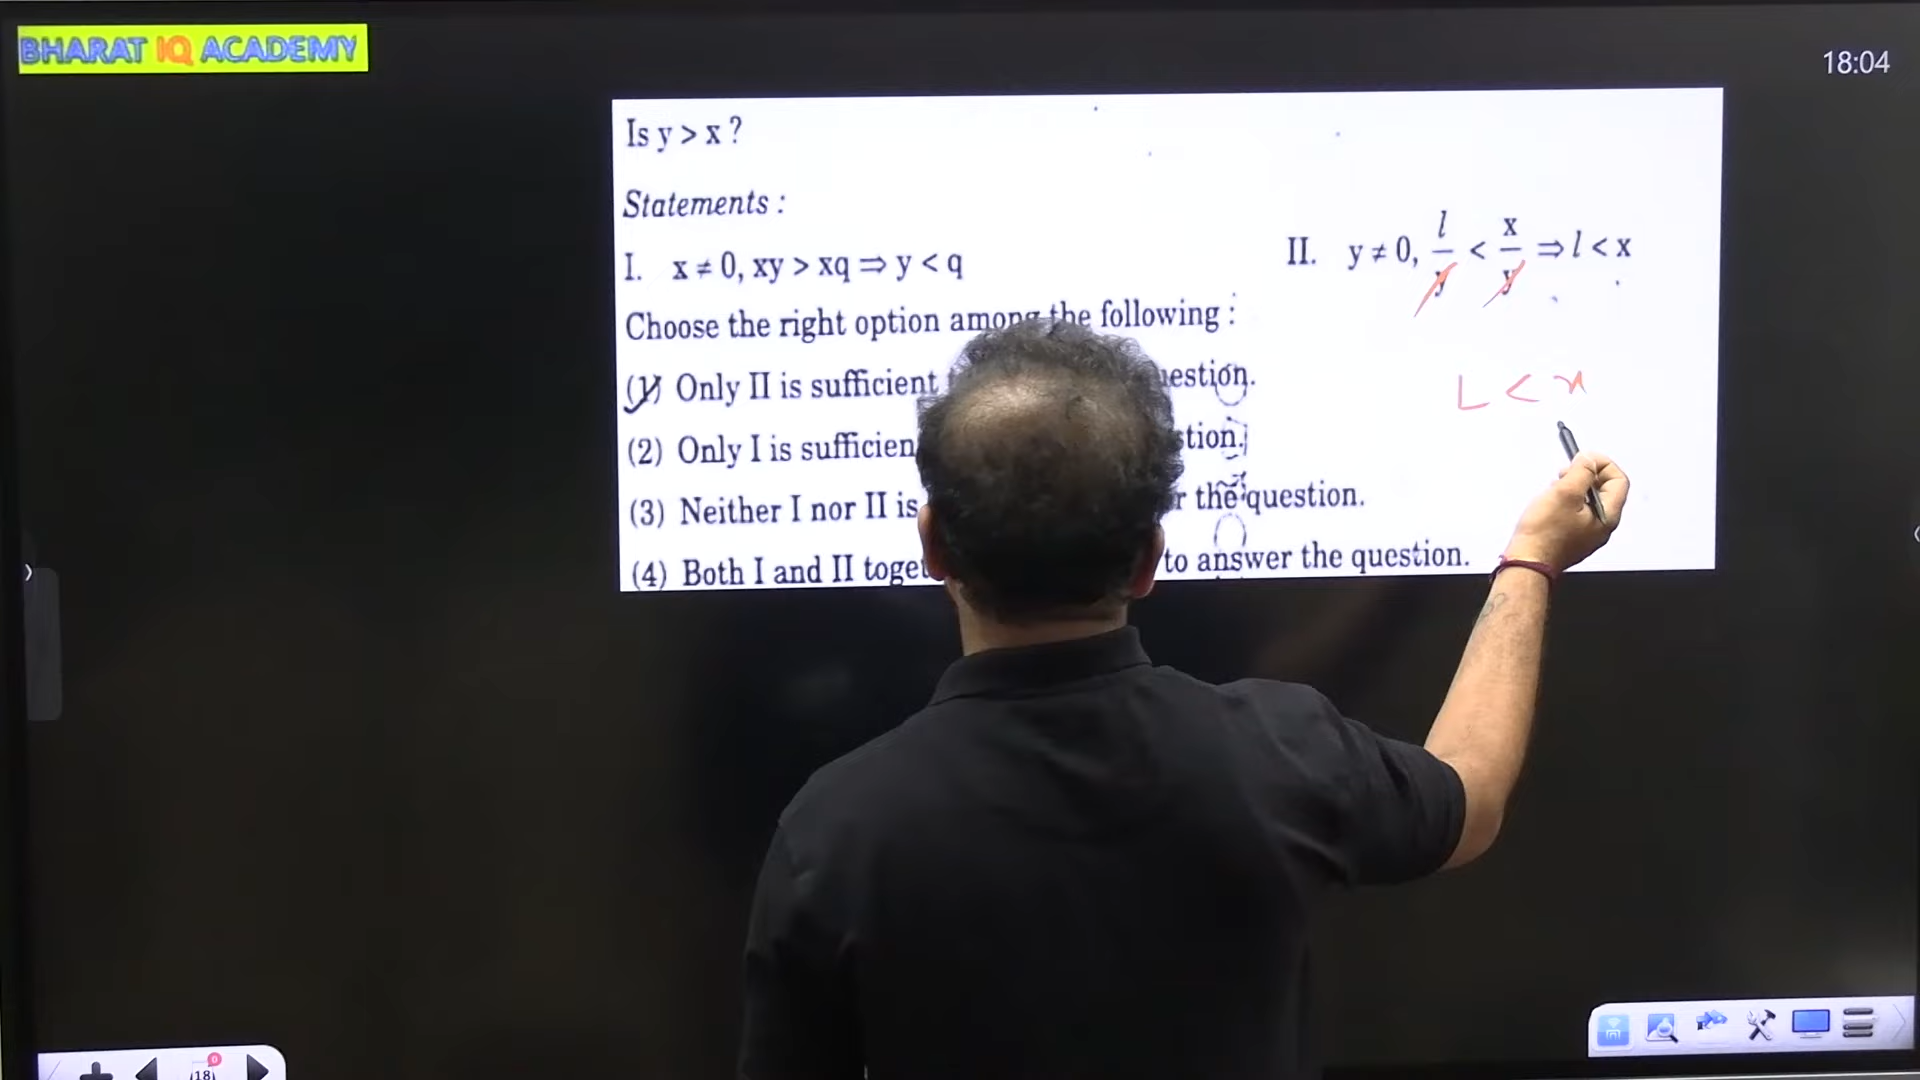 BHARAT IQ ACADEMY
18:04
Is y > x ?
Statements :
I. x ≠ 0, xy > xq ⇒ y < q
II. y ≠ 0, l/y < x/y ⇒ l < x
Choose the right option among the following :
(1) Only II is sufficient
(2) Only I is sufficien
(3) Neither I nor II is the question.
(4) Both I and II toget to answer the question.
L < x
18